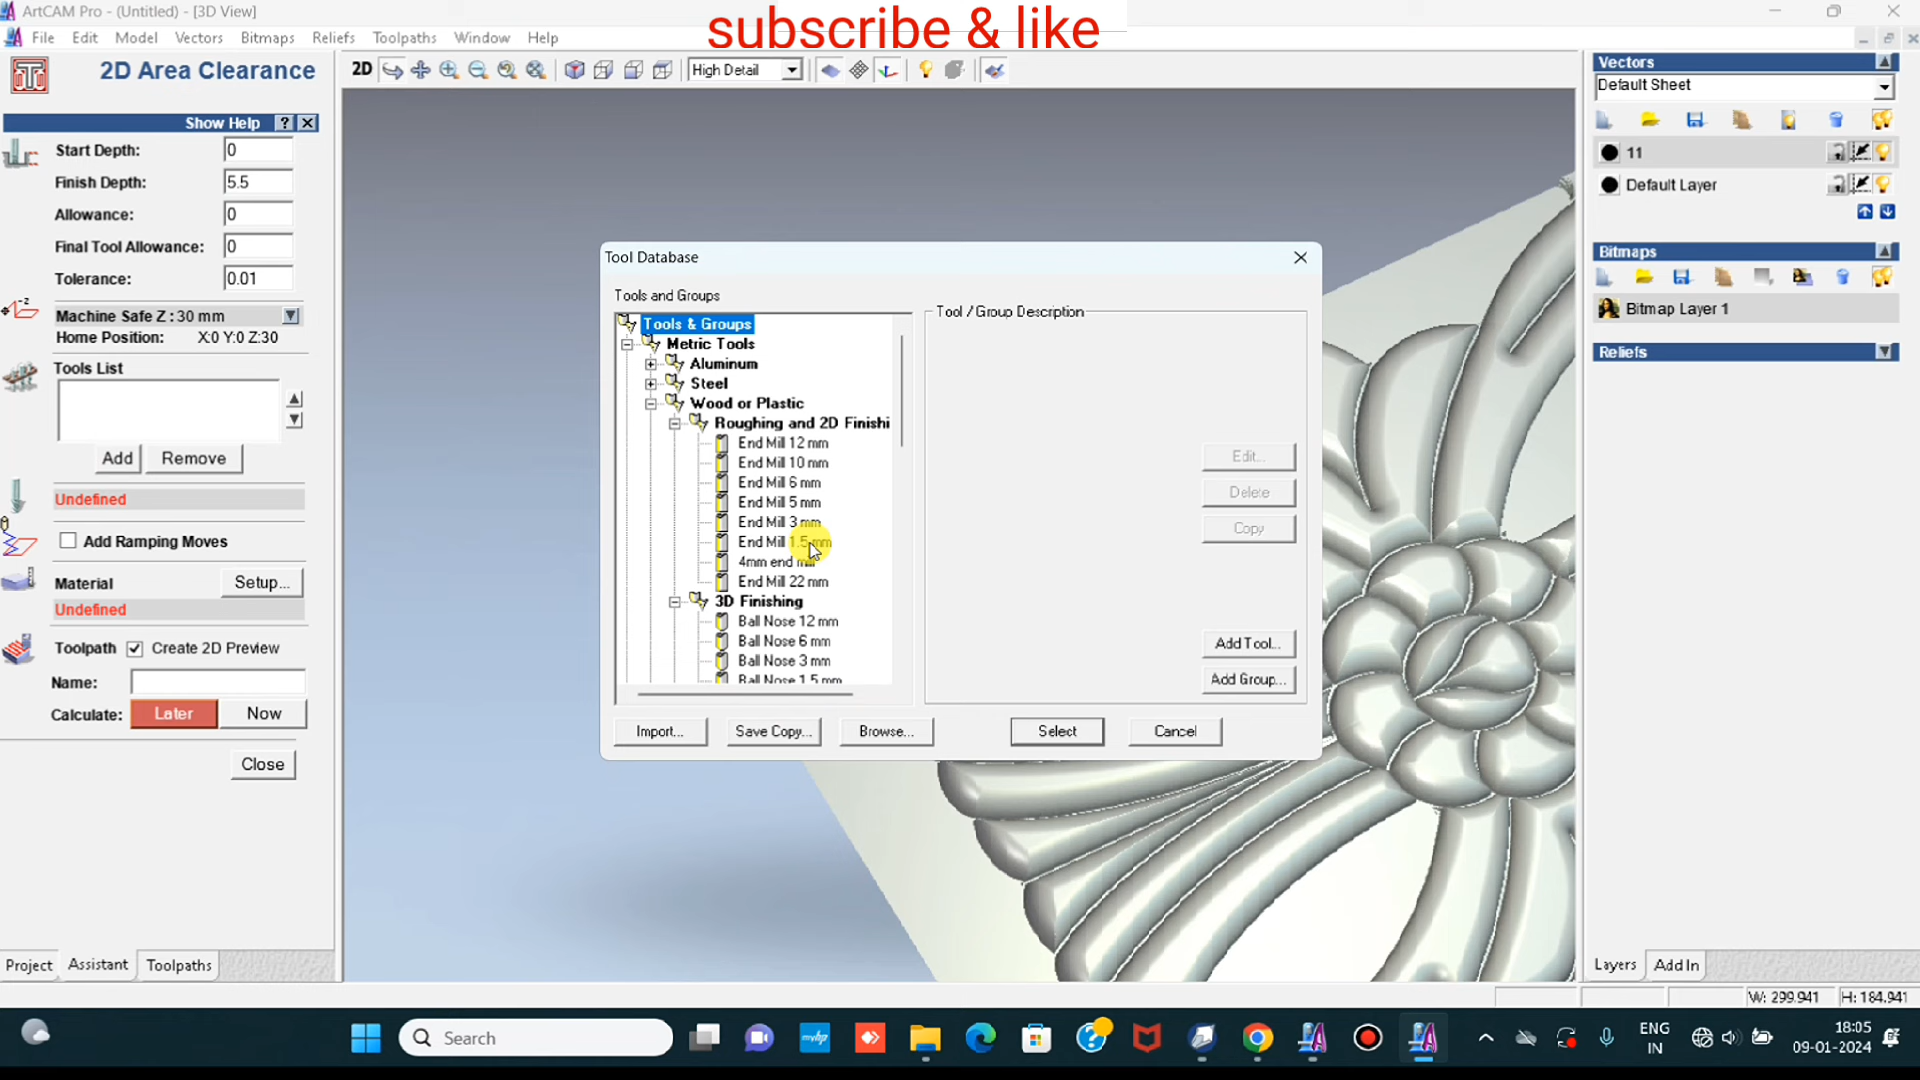 ArtCAM Pro - (Untitled) - [3D View]
subscribe & like
File Edit Model Vectors Bitmaps Reliefs Toolpaths Window Help
2D Area Clearance
2D
High Detail
Show Help ?
Start Depth: 0
Finish Depth: 5.5
Allowance: 0
Final Tool Allowance: 0
Tolerance: 0.01
Machine Safe Z : 30 mm
Home Position: X:0 Y:0 Z:30
Tools List
Add Remove
Undefined
Add Ramping Moves
Material Setup...
Undefined
Toolpath Create 2D Preview
Name:
Calculate: Later Now
Close
Project Assistant Toolpaths
Tool Database
Tools and Groups
Tools & Groups
Metric Tools
Aluminum
Steel
Wood or Plastic
Roughing and 2D Finishi
End Mill 12 mm
End Mill 10 mm
End Mill 6 mm
End Mill 5 mm
End Mill 3 mm
End Mill 1.5 mm
4mm end mill
End Mill 22 mm
3D Finishing
Ball Nose 12 mm
Ball Nose 6 mm
Ball Nose 3 mm
Ball Nose 1.5 mm
Tool / Group Description
Edit...
Delete
Copy
Add Tool...
Add Group...
Import... Save Copy... Browse... Select Cancel
Vectors
Default Sheet
11
Default Layer
Bitmaps
Bitmap Layer 1
Reliefs
Layers Add In
W: 299.941 H: 184.941
Search
myhp
ENG
IN
18:05
09-01-2024